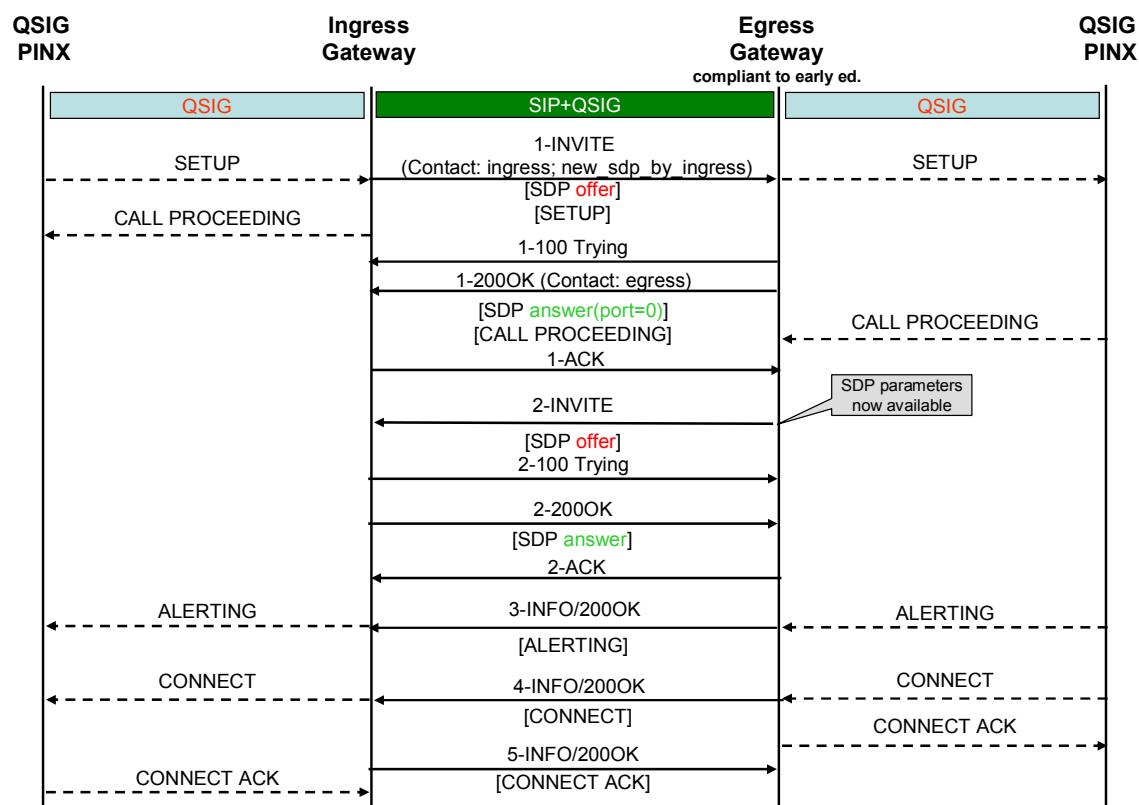 QSIG
PINX
Ingress
Gateway
Egress
Gateway
compliant to early ed.
QSIG
PINX
QSIG
SIP+QSIG
QSIG
SETUP
1-INVITE
(Contact: ingress; new_sdp_by_ingress)
[SDP offer]
[SETUP]
SETUP
CALL PROCEEDING
1-100 Trying
1-200OK (Contact: egress)
[SDP answer(port=0)]
[CALL PROCEEDING]
CALL PROCEEDING
1-ACK
SDP parameters
now available
2-INVITE
[SDP offer]
2-100 Trying
2-200OK
[SDP answer]
2-ACK
ALERTING
3-INFO/200OK
[ALERTING]
ALERTING
CONNECT
4-INFO/200OK
[CONNECT]
CONNECT
CONNECT ACK
5-INFO/200OK
[CONNECT ACK]
CONNECT ACK